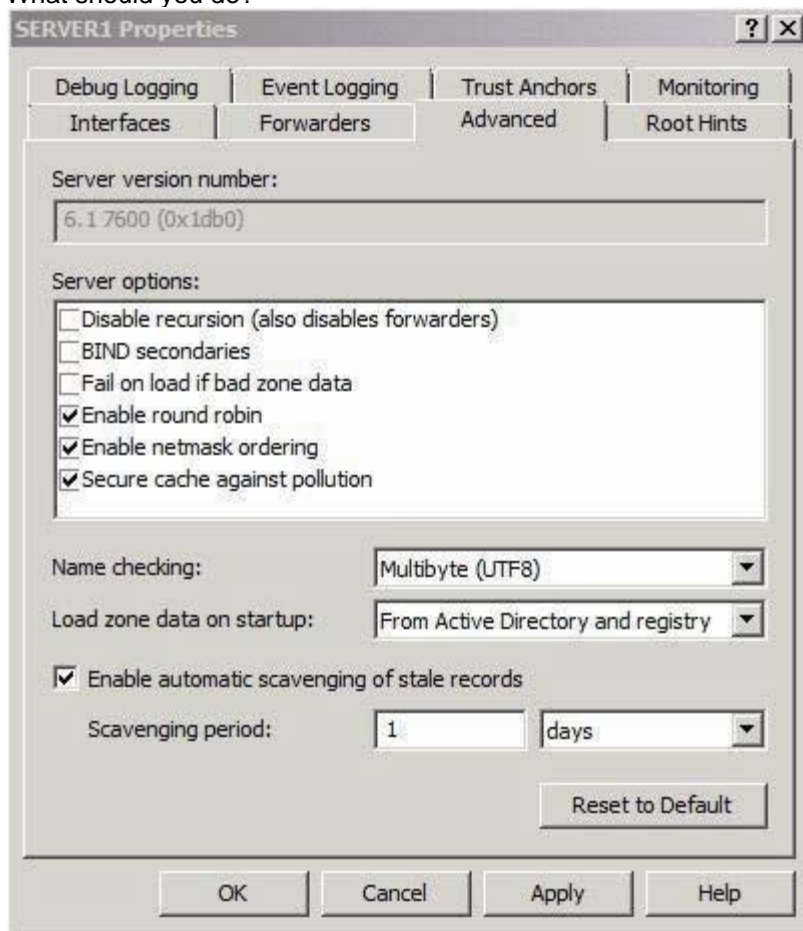 What should you do?
SERVER1 Properties
Debug Logging Event Logging Trust Anchors Monitoring
Interfaces Forwarders Advanced Root Hints
Server version number:
6.1 7600 (0x1db0)
Server options:
Disable recursion (also disables forwarders)
BIND secondaries
Fail on load if bad zone data
Enable round robin
Enable netmask ordering
Secure cache against pollution
Name checking: Multibyte (UTF8)
Load zone data on startup: From Active Directory and registry
Enable automatic scavenging of stale records
Scavenging period: 1 days
Reset to Default
OK Cancel Apply Help